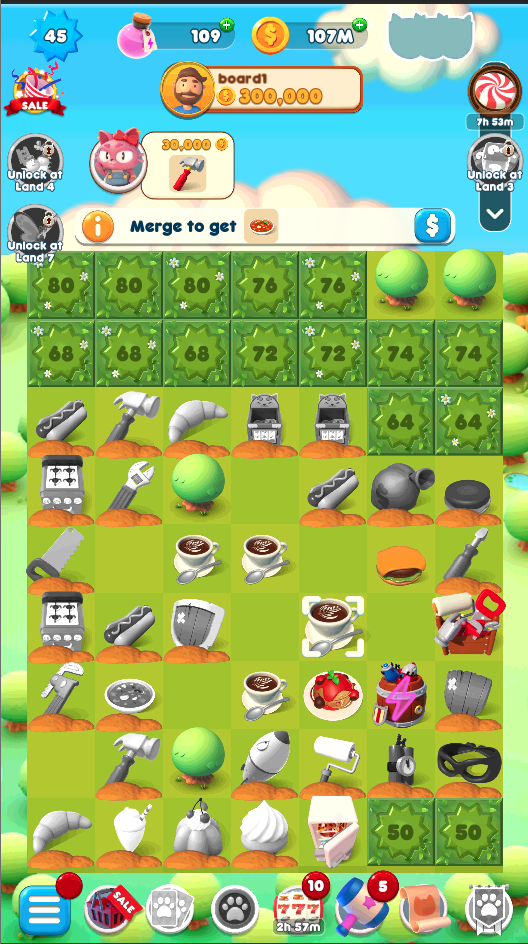 45
109
107M
board1
300,000
SALE
7h 53m
30,000
Unlock at
Land 4
Unlock at
Land 3
Merge to get
$
Unlock at
Land 7
80 80 80 76 76
68 68 68 72 72 74 74
64 64
50 50
SALE
777
10
5
2h 57m